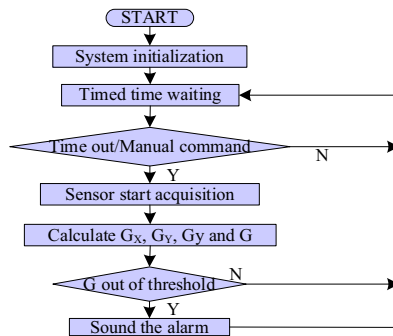 START
System initialization
Timed time waiting
Time out/Manual command
N
Y
Sensor start acquisition
Calculate GX, GY, Gy and G
N
G out of threshold
Y
Sound the alarm